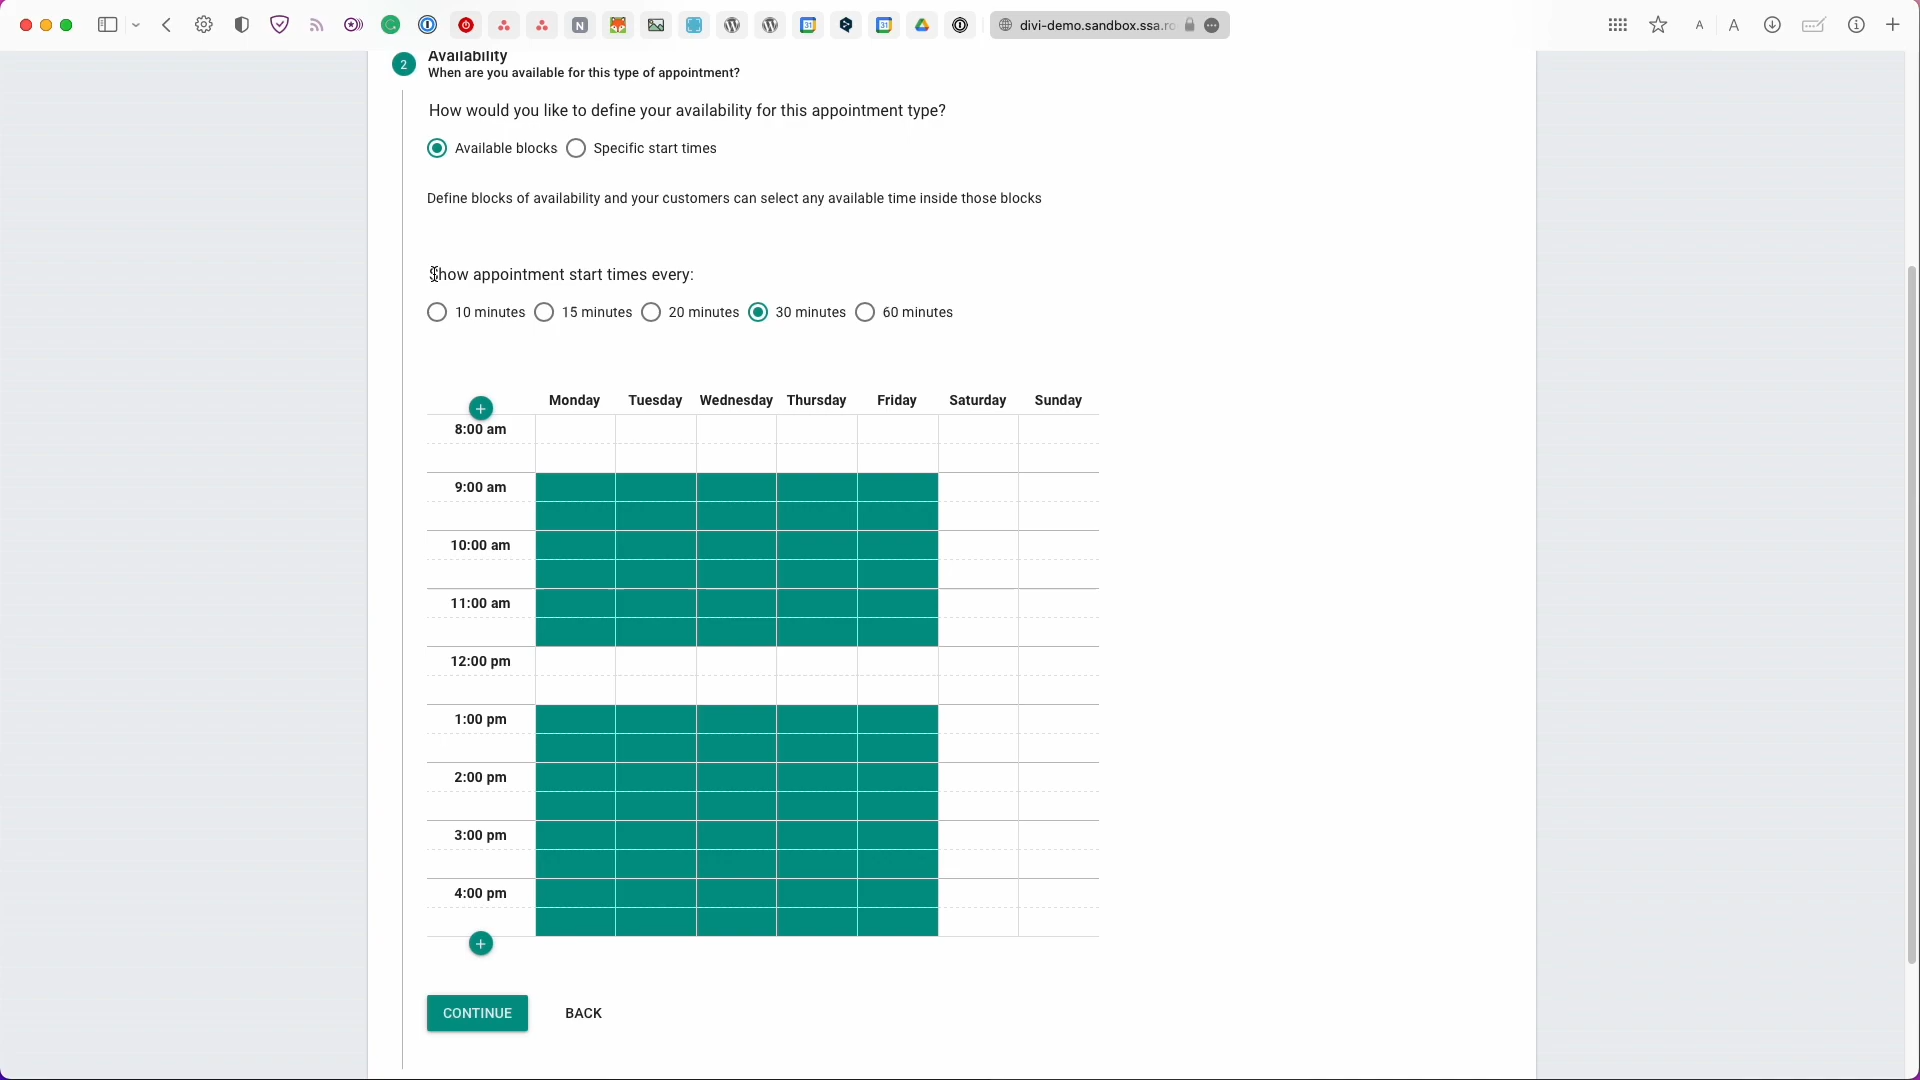 divi-demo.sandbox.ssa.ro
2
Availability
When are you available for this type of appointment?
How would you like to define your availability for this appointment type?
Available blocks Specific start times
Define blocks of availability and your customers can select any available time inside those blocks
Show appointment start times every:
10 minutes 15 minutes 20 minutes 30 minutes 60 minutes
Monday Tuesday Wednesday Thursday Friday Saturday Sunday
8:00 am
9:00 am
10:00 am
11:00 am
12:00 pm
1:00 pm
2:00 pm
3:00 pm
4:00 pm
CONTINUE BACK